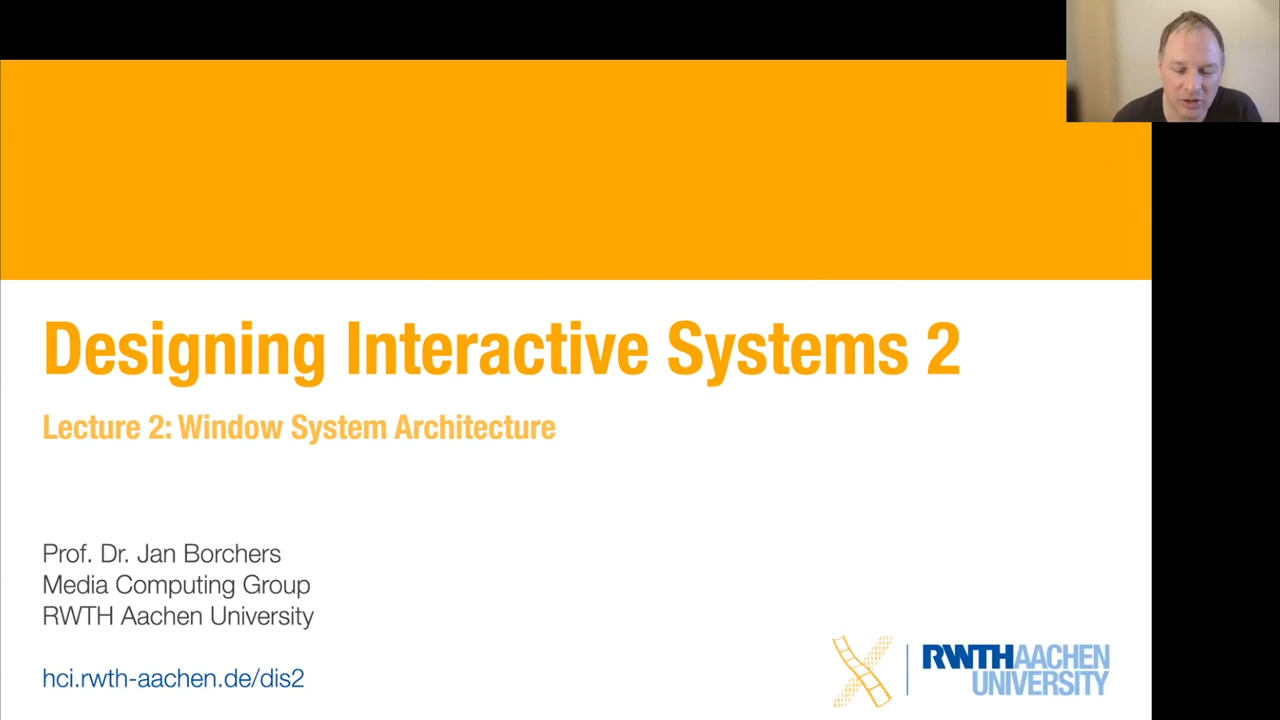 Designing Interactive Systems 2
Lecture 2: Window System Architecture
Prof. Dr. Jan Borchers
Media Computing Group
RWTH Aachen University
hci.rwth-aachen.de/dis2
RWTHAACHEN
UNIVERSITY